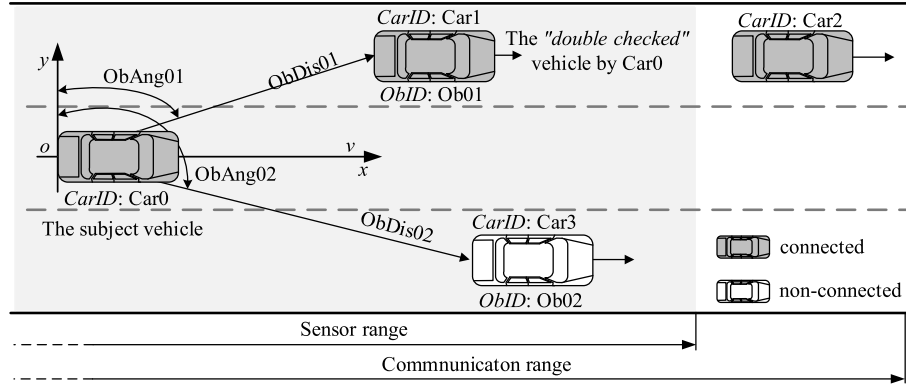 CarID: Car1
CarID: Car2
The "double checked"
vehicle by Car0
y
ObAng01
ObDis01
ObID: Ob01
o
v
x
ObAng02
CarID: Car0
The subject vehicle
ObDis02
CarID: Car3
connected
ObID: Ob02
non-connected
Sensor range
Commnunicaton range